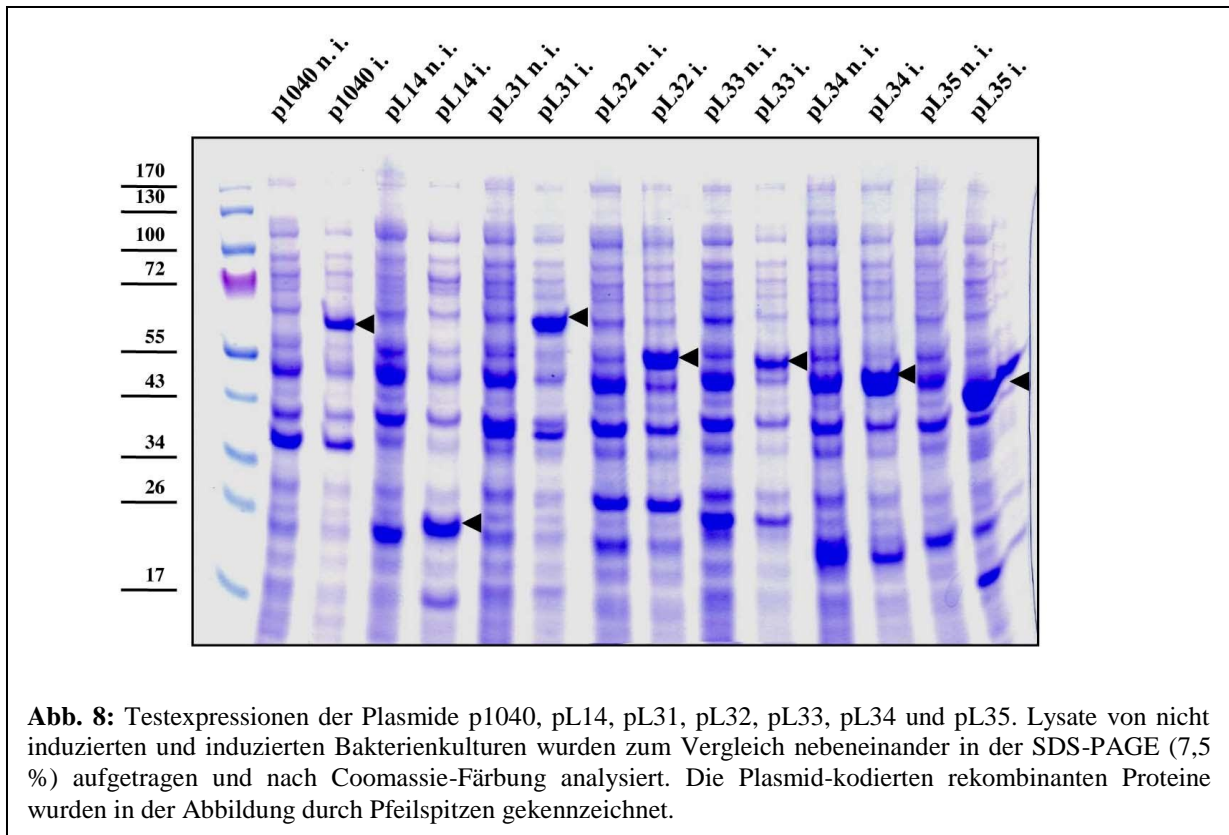 p1040 n. i. p1040 i. pL14 n. i. pL14 i. pL31 n. i. pL31 i. pL32 n. i. pL32 i. pL33 n. i. pL33 i. pL34 n. i. pL34 i. pL35 n. i. pL35 i.
170
130
100
72
55
43
34
26
17
Abb. 8: Testexpressionen der Plasmide p1040, pL14, pL31, pL32, pL33, pL34 und pL35. Lysate von nicht
induzierten und induzierten Bakterienkulturen wurden zum Vergleich nebeneinander in der SDS-PAGE (7,5
%) aufgetragen und nach Coomassie-Färbung analysiert. Die Plasmid-kodierten rekombinanten Proteine
wurden in der Abbildung durch Pfeilspitzen gekennzeichnet.